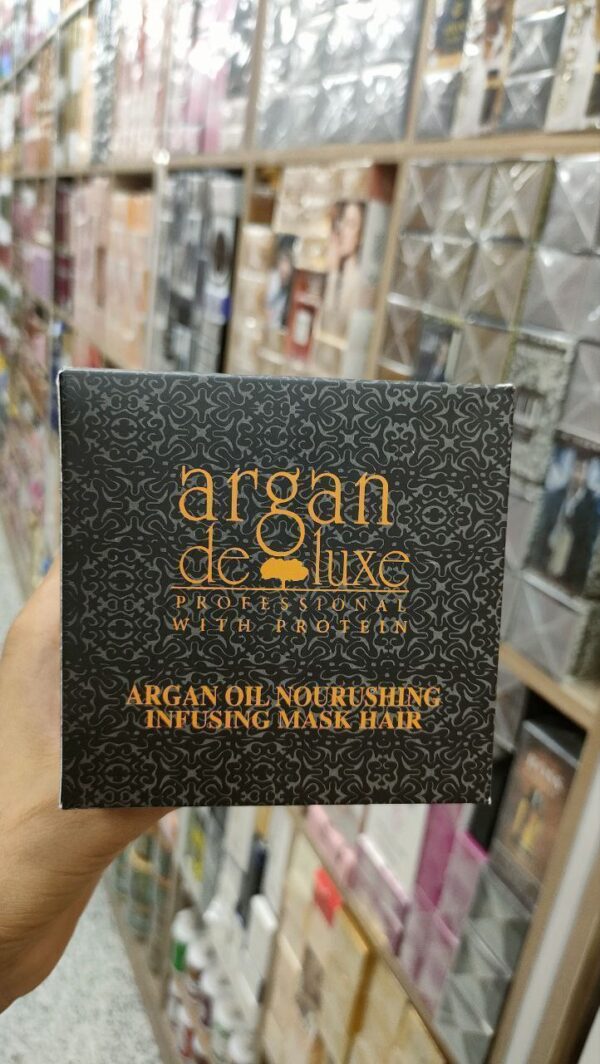 argan
de luxe
PROFESSIONAL
WITH PROTEIN
ARGAN OIL NOURUSHING
INFUSING MASK HAIR